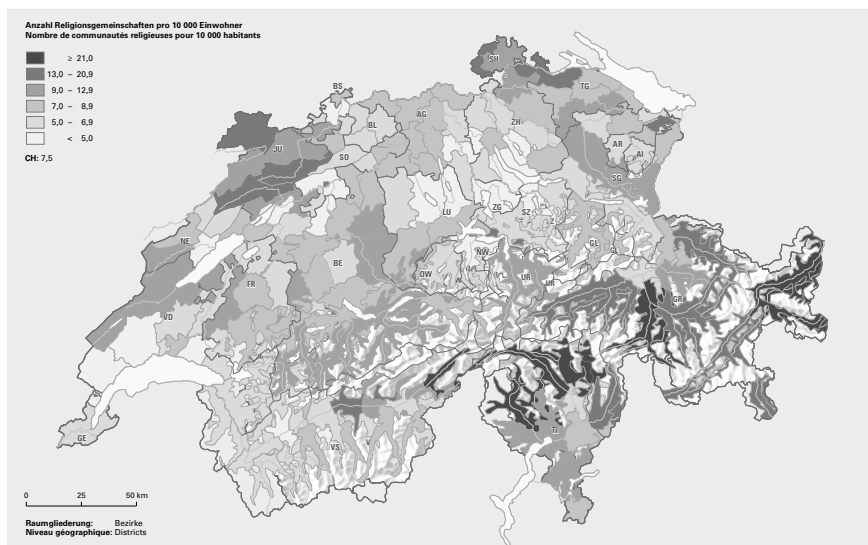 Anzahl Religionsgemeinschaften pro 10 000 Einwohner
Nombre de communautés religieuses pour 10 000 habitants
≥ 21,0
13,0 – 20,9
9,0 – 12,9
7,0 – 8,9
5,0 – 6,9
< 5,0
CH: 7,5
SH
BS
TG
BL
AG
ZH
JU
SO
AR
AI
SG
LU
ZG
SZ
Z
NE
GL
G
NW
BE
OW
UR
UR
FR
GR
VD
TI
GE
VS
V
0 25 50 km
Raumgliederung: Bezirke
Niveau géographique: Districts